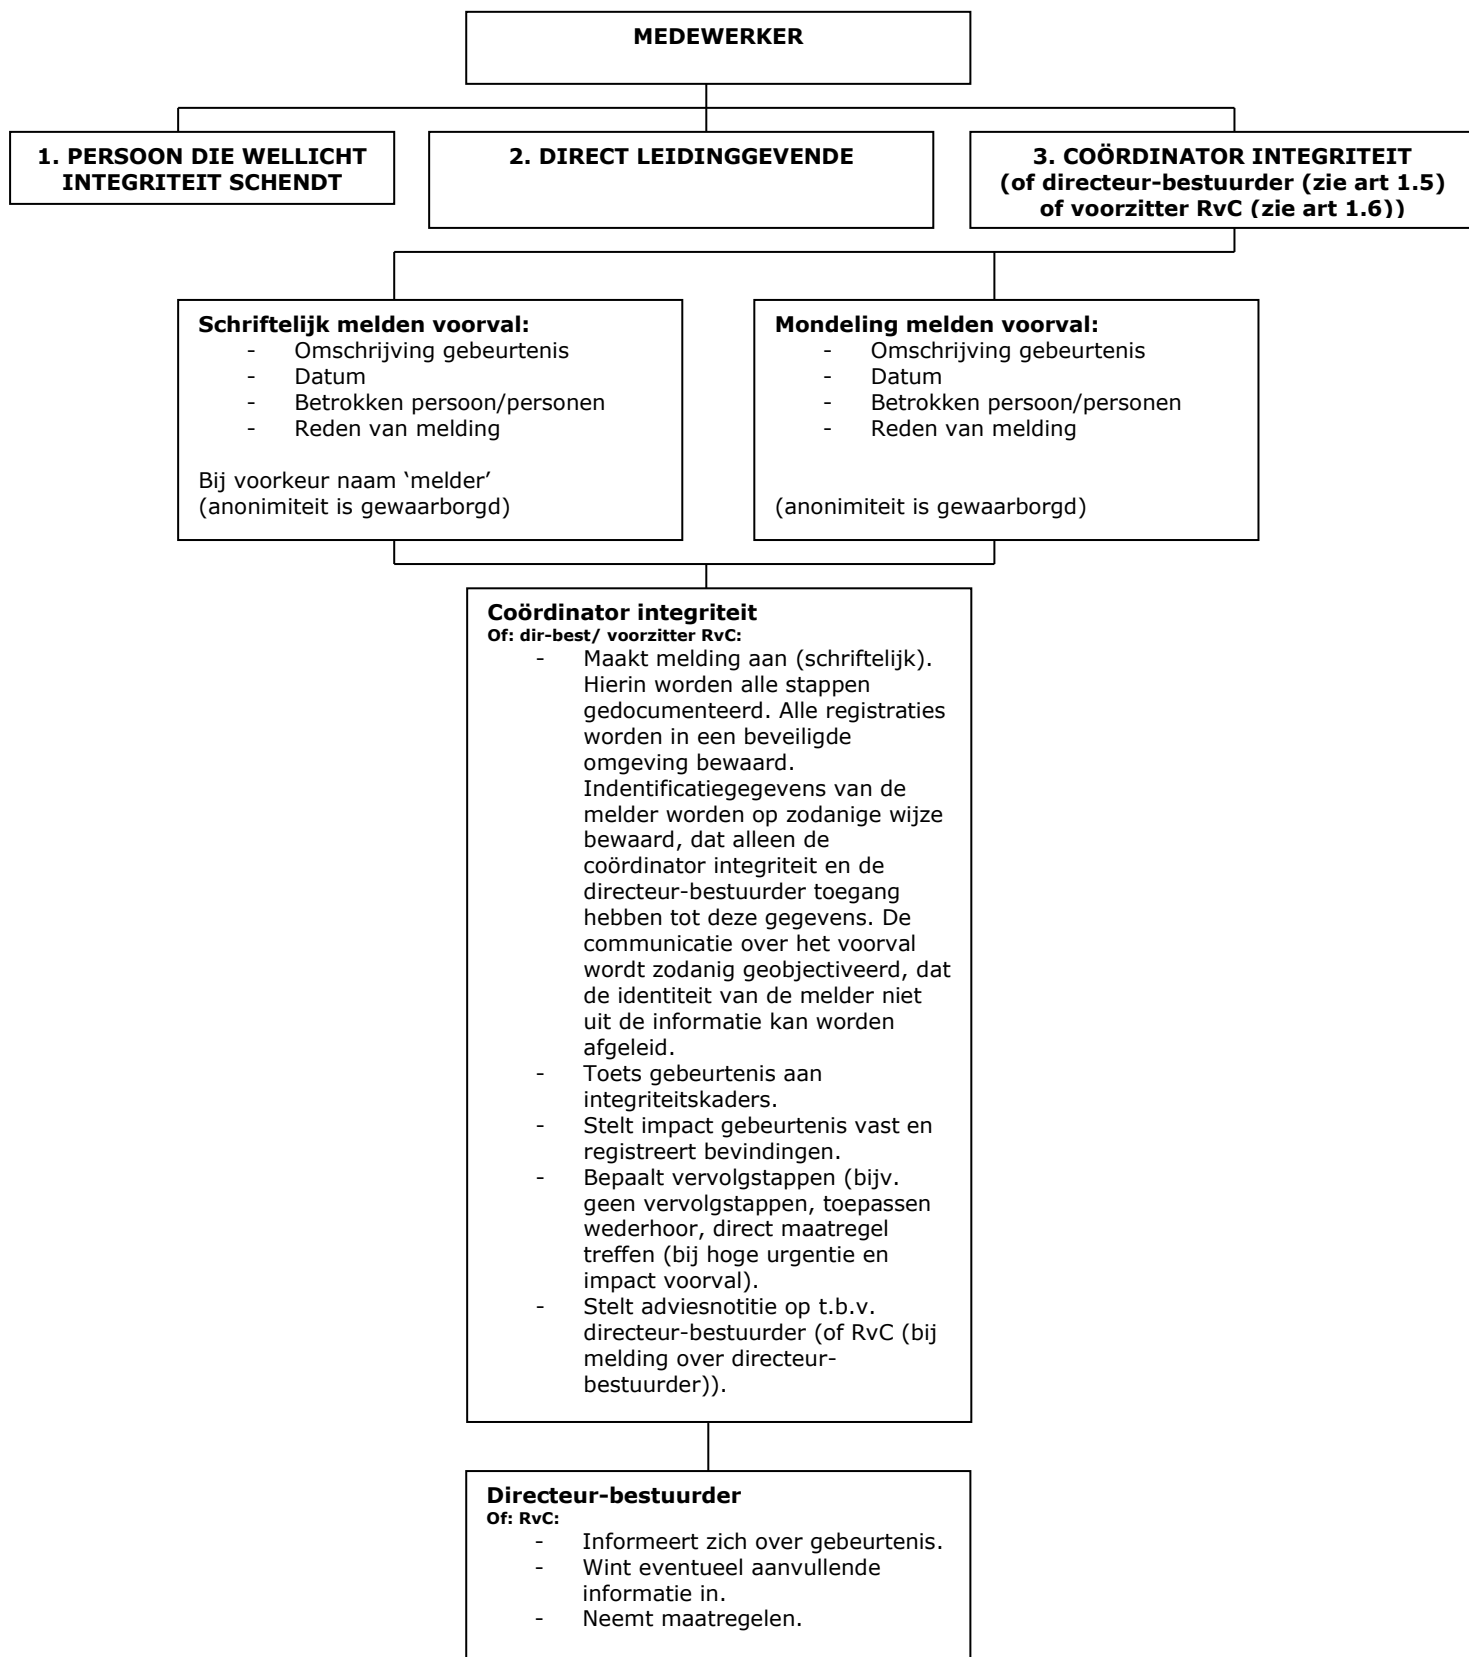 MEDEWERKER
1. PERSOON DIE WELLICHT
INTEGRITEIT SCHENDT
2. DIRECT LEIDINGGEVENDE
3. COÖRDINATOR INTEGRITEIT
(of directeur-bestuurder (zie art 1.5)
of voorzitter RvC (zie art 1.6))
Schriftelijk melden voorval:
- Omschrijving gebeurtenis
- Datum
- Betrokken persoon/personen
- Reden van melding
Bij voorkeur naam ‘melder’
(anonimiteit is gewaarborgd)
Mondeling melden voorval:
- Omschrijving gebeurtenis
- Datum
- Betrokken persoon/personen
- Reden van melding
(anonimiteit is gewaarborgd)
Coördinator integriteit
Of: dir-best/ voorzitter RvC:
- Maakt melding aan (schriftelijk).
Hierin worden alle stappen
gedocumenteerd. Alle registraties
worden in een beveiligde
omgeving bewaard.
Indentificatiegegevens van de
melder worden op zodanige wijze
bewaard, dat alleen de
coördinator integriteit en de
directeur-bestuurder toegang
hebben tot deze gegevens. De
communicatie over het voorval
wordt zodanig geobjectiveerd, dat
de identiteit van de melder niet
uit de informatie kan worden
afgeleid.
- Toets gebeurtenis aan
integriteitskaders.
- Stelt impact gebeurtenis vast en
registreert bevindingen.
- Bepaalt vervolgstappen (bijv.
geen vervolgstappen, toepassen
wederhoor, direct maatregel
treffen (bij hoge urgentie en
impact voorval).
- Stelt adviesnotitie op t.b.v.
directeur-bestuurder (of RvC (bij
melding over directeur-
bestuurder)).
Directeur-bestuurder
Of: RvC:
- Informeert zich over gebeurtenis.
- Wint eventueel aanvullende
informatie in.
- Neemt maatregelen.